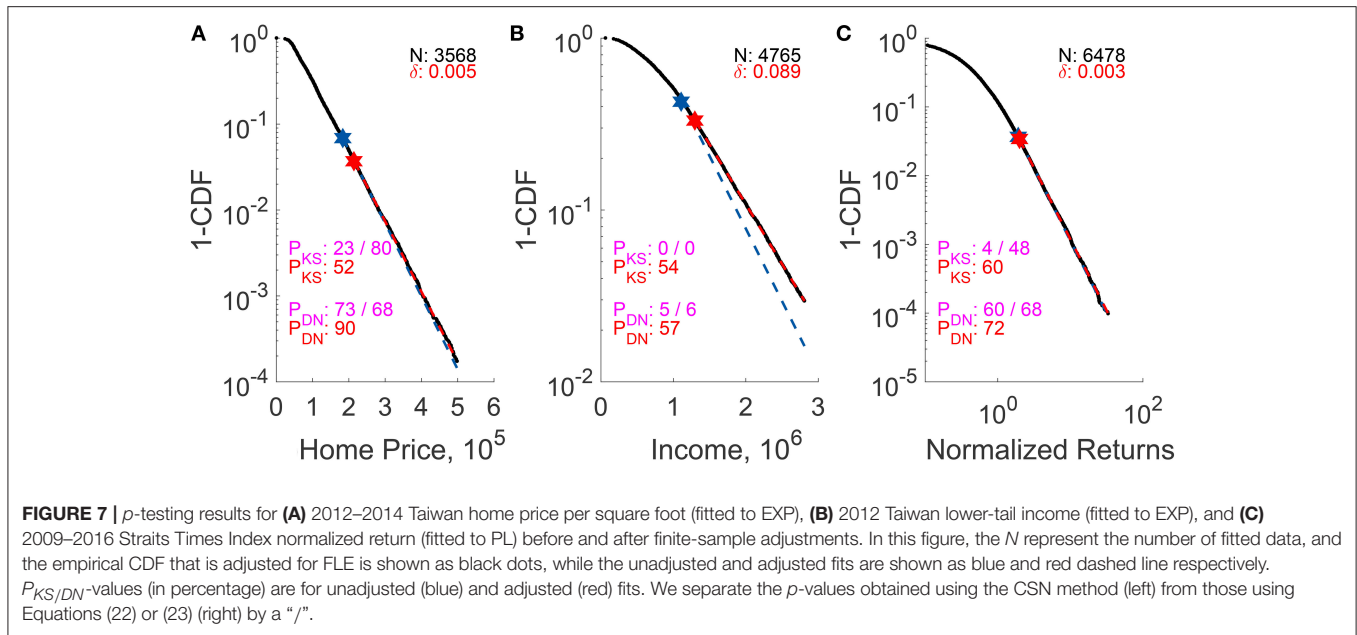 A
10^0
10^-1
10^-2
10^-3
10^-4
1-CDF
N: 3568
δ: 0.005
P_KS: 23 / 80
P_KS: 52
P_DN: 73 / 68
P_DN: 90
0 1 2 3 4 5 6
Home Price, 10^5
B
10^0
10^-1
10^-2
1-CDF
N: 4765
δ: 0.089
P_KS: 0 / 0
P_KS: 54
P_DN: 5 / 6
P_DN: 57
0 1 2 3
Income, 10^6
C
10^0
10^-1
10^-2
10^-3
10^-4
10^-5
1-CDF
N: 6478
δ: 0.003
P_KS: 4 / 48
P_KS: 60
P_DN: 60 / 68
P_DN: 72
10^0 10^2
Normalized Returns
FIGURE 7 | p-testing results for (A) 2012–2014 Taiwan home price per square foot (fitted to EXP), (B) 2012 Taiwan lower-tail income (fitted to EXP), and (C)
2009–2016 Straits Times Index normalized return (fitted to PL) before and after finite-sample adjustments. In this figure, the N represent the number of fitted data, and
the empirical CDF that is adjusted for FLE is shown as black dots, while the unadjusted and adjusted fits are shown as blue and red dashed line respectively.
P_KS/DN-values (in percentage) are for unadjusted (blue) and adjusted (red) fits. We separate the p-values obtained using the CSN method (left) from those using
Equations (22) or (23) (right) by a “/”.